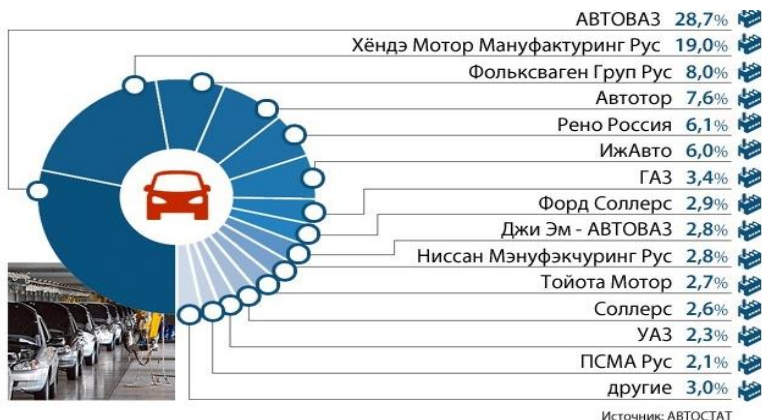 АВТОВАЗ 28,7%
Хёндэ Мотор Мануфактуринг Рус 19,0%
Фольксваген Груп Рус 8,0%
Автотор 7,6%
Рено Россия 6,1%
ИжАвто 6,0%
ГАЗ 3,4%
Форд Соллерс 2,9%
Джи Эм - АВТОВАЗ 2,8%
Ниссан Мэнуфэкчуринг Рус 2,8%
Тойота Мотор 2,7%
Соллерс 2,6%
УАЗ 2,3%
ПСМА Рус 2,1%
другие 3,0%
Источник: АВТОСТАТ